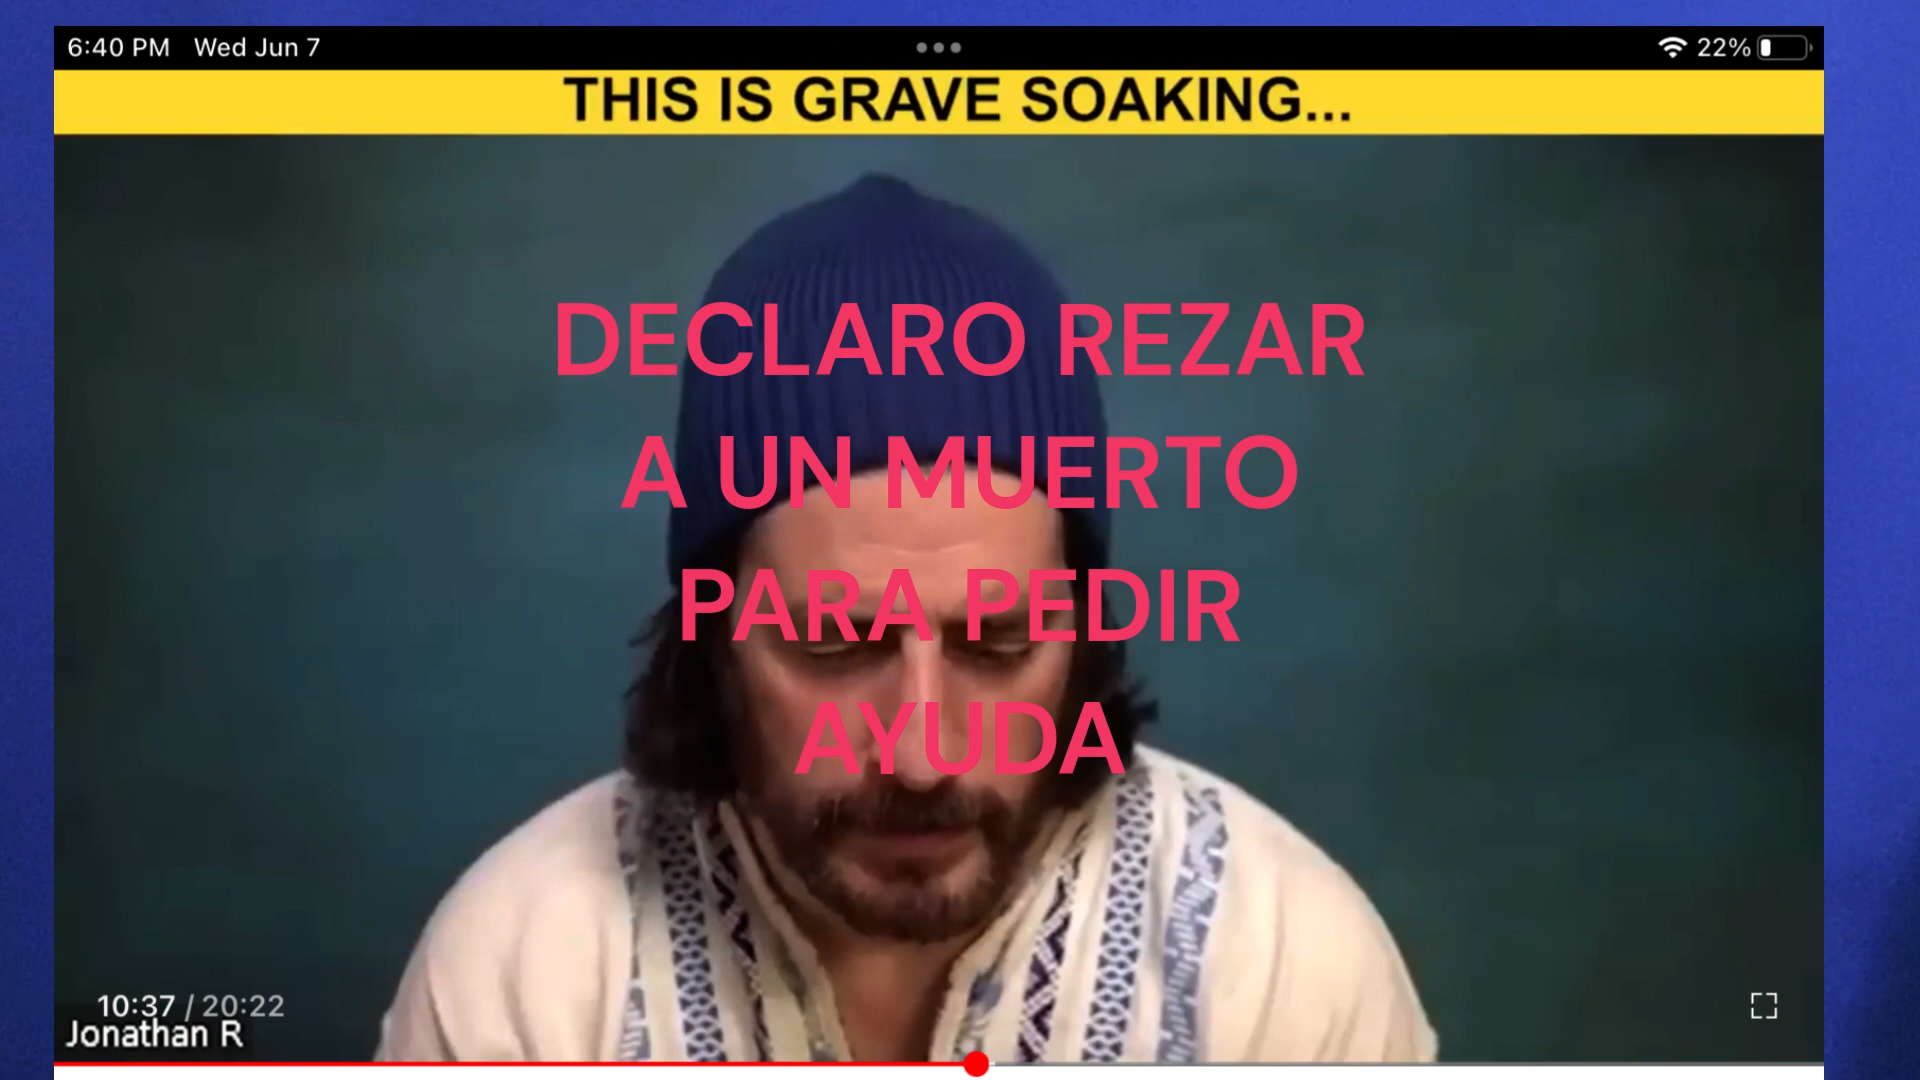 6:40 PM Wed Jun 7
22%
THIS IS GRAVE SOAKING...
DECLARO REZAR
A UN MUERTO
PARA PEDIR
AYUDA
10:37 / 20:22
Jonathan R